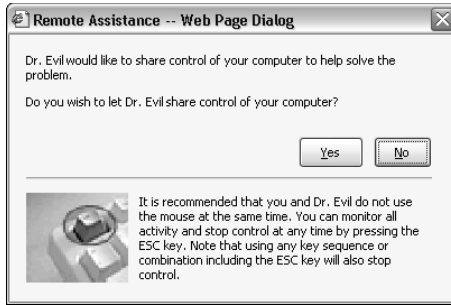 Remote Assistance -- Web Page Dialog
Dr. Evil would like to share control of your computer to help solve the
problem.
Do you wish to let Dr. Evil share control of your computer?
Yes
No
It is recommended that you and Dr. Evil do not use
the mouse at the same time. You can monitor all
activity and stop control at any time by pressing the
ESC key. Note that using any key sequence or
combination including the ESC key will also stop
control.